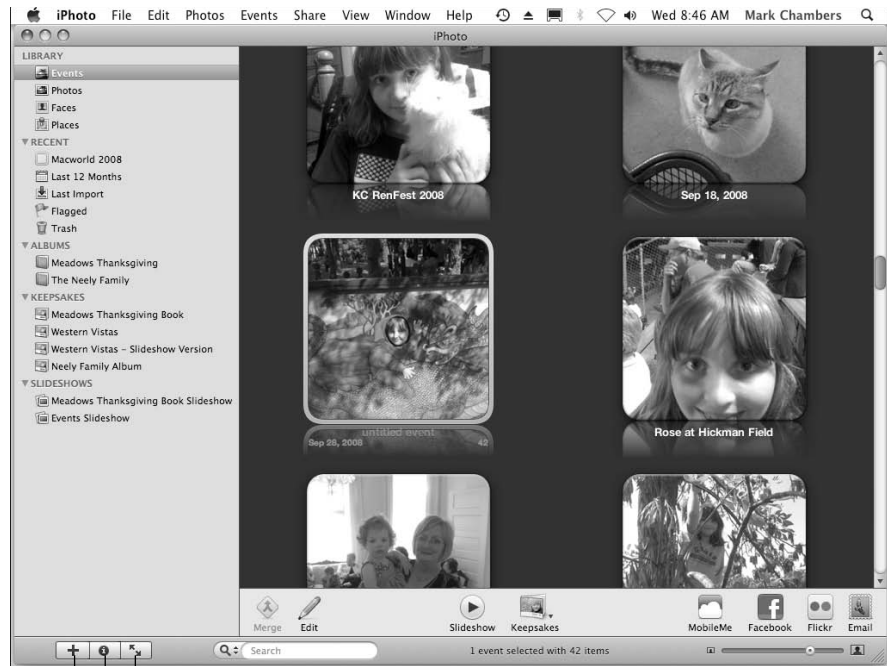 iPhoto File Edit Photos Events Share View Window Help Wed 8:46 AM Mark Chambers
iPhoto
LIBRARY
Events
Photos
Faces
Places
RECENT
Macworld 2008
Last 12 Months
Last Import
Flagged
Trash
ALBUMS
Meadows Thanksgiving
The Neely Family
KEEPSAKES
Meadows Thanksgiving Book
Western Vistas
Western Vistas – Slideshow Version
Neely Family Album
SLIDESHOWS
Meadows Thanksgiving Book Slideshow
Events Slideshow
KC RenFest 2008
Sep 18, 2008
untitled event
Sep 28, 2008 42
Rose at Hickman Field
Merge Edit Slideshow Keepsakes MobileMe Facebook Flickr Email
Search 1 event selected with 42 items